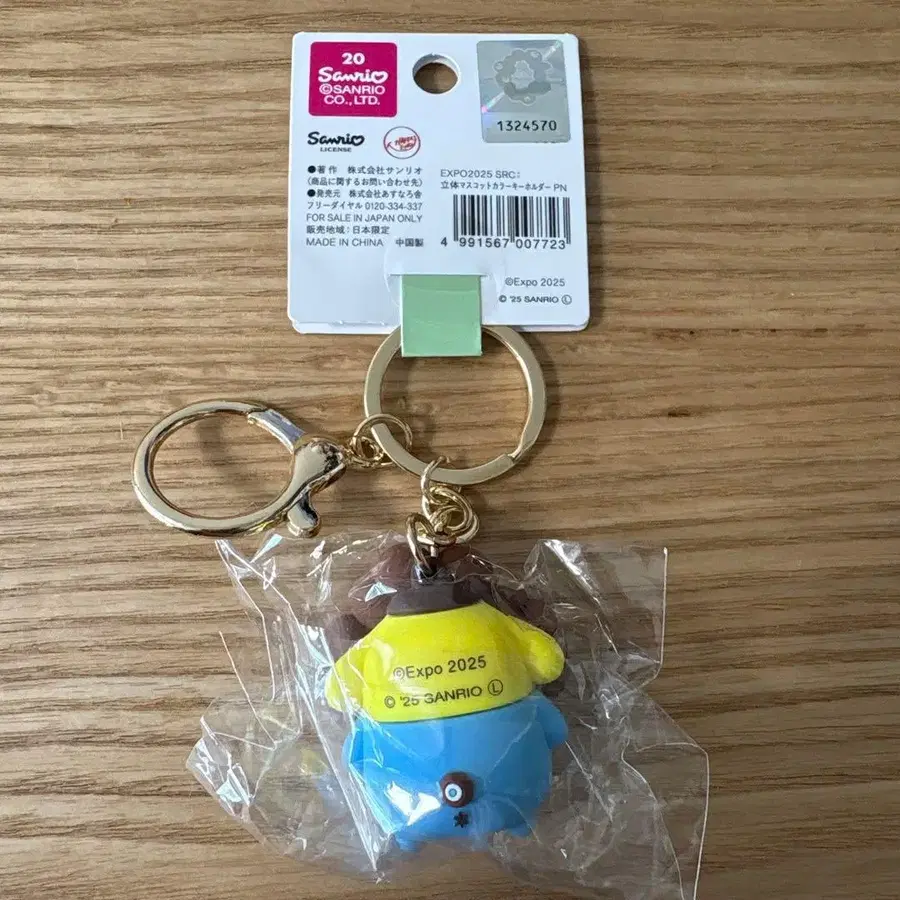 20
Sanrio
©SANRIO
CO., LTD.
1324570
Sanrio
LICENSE
●著作 株式会社サンリオ
(商品に関するお問い合わせ先)
●発売元 株式会社あすなろ舎
フリーダイヤル 0120-334-337
FOR SALE IN JAPAN ONLY
販売地域:日本限定
MADE IN CHINA 中国製
EXPO2025 SRC:
立体マスコットカラーキーホルダー PN
4 991567 007723
©Expo 2025
© '25 SANRIO Ⓛ
©Expo 2025
© '25 SANRIO Ⓛ